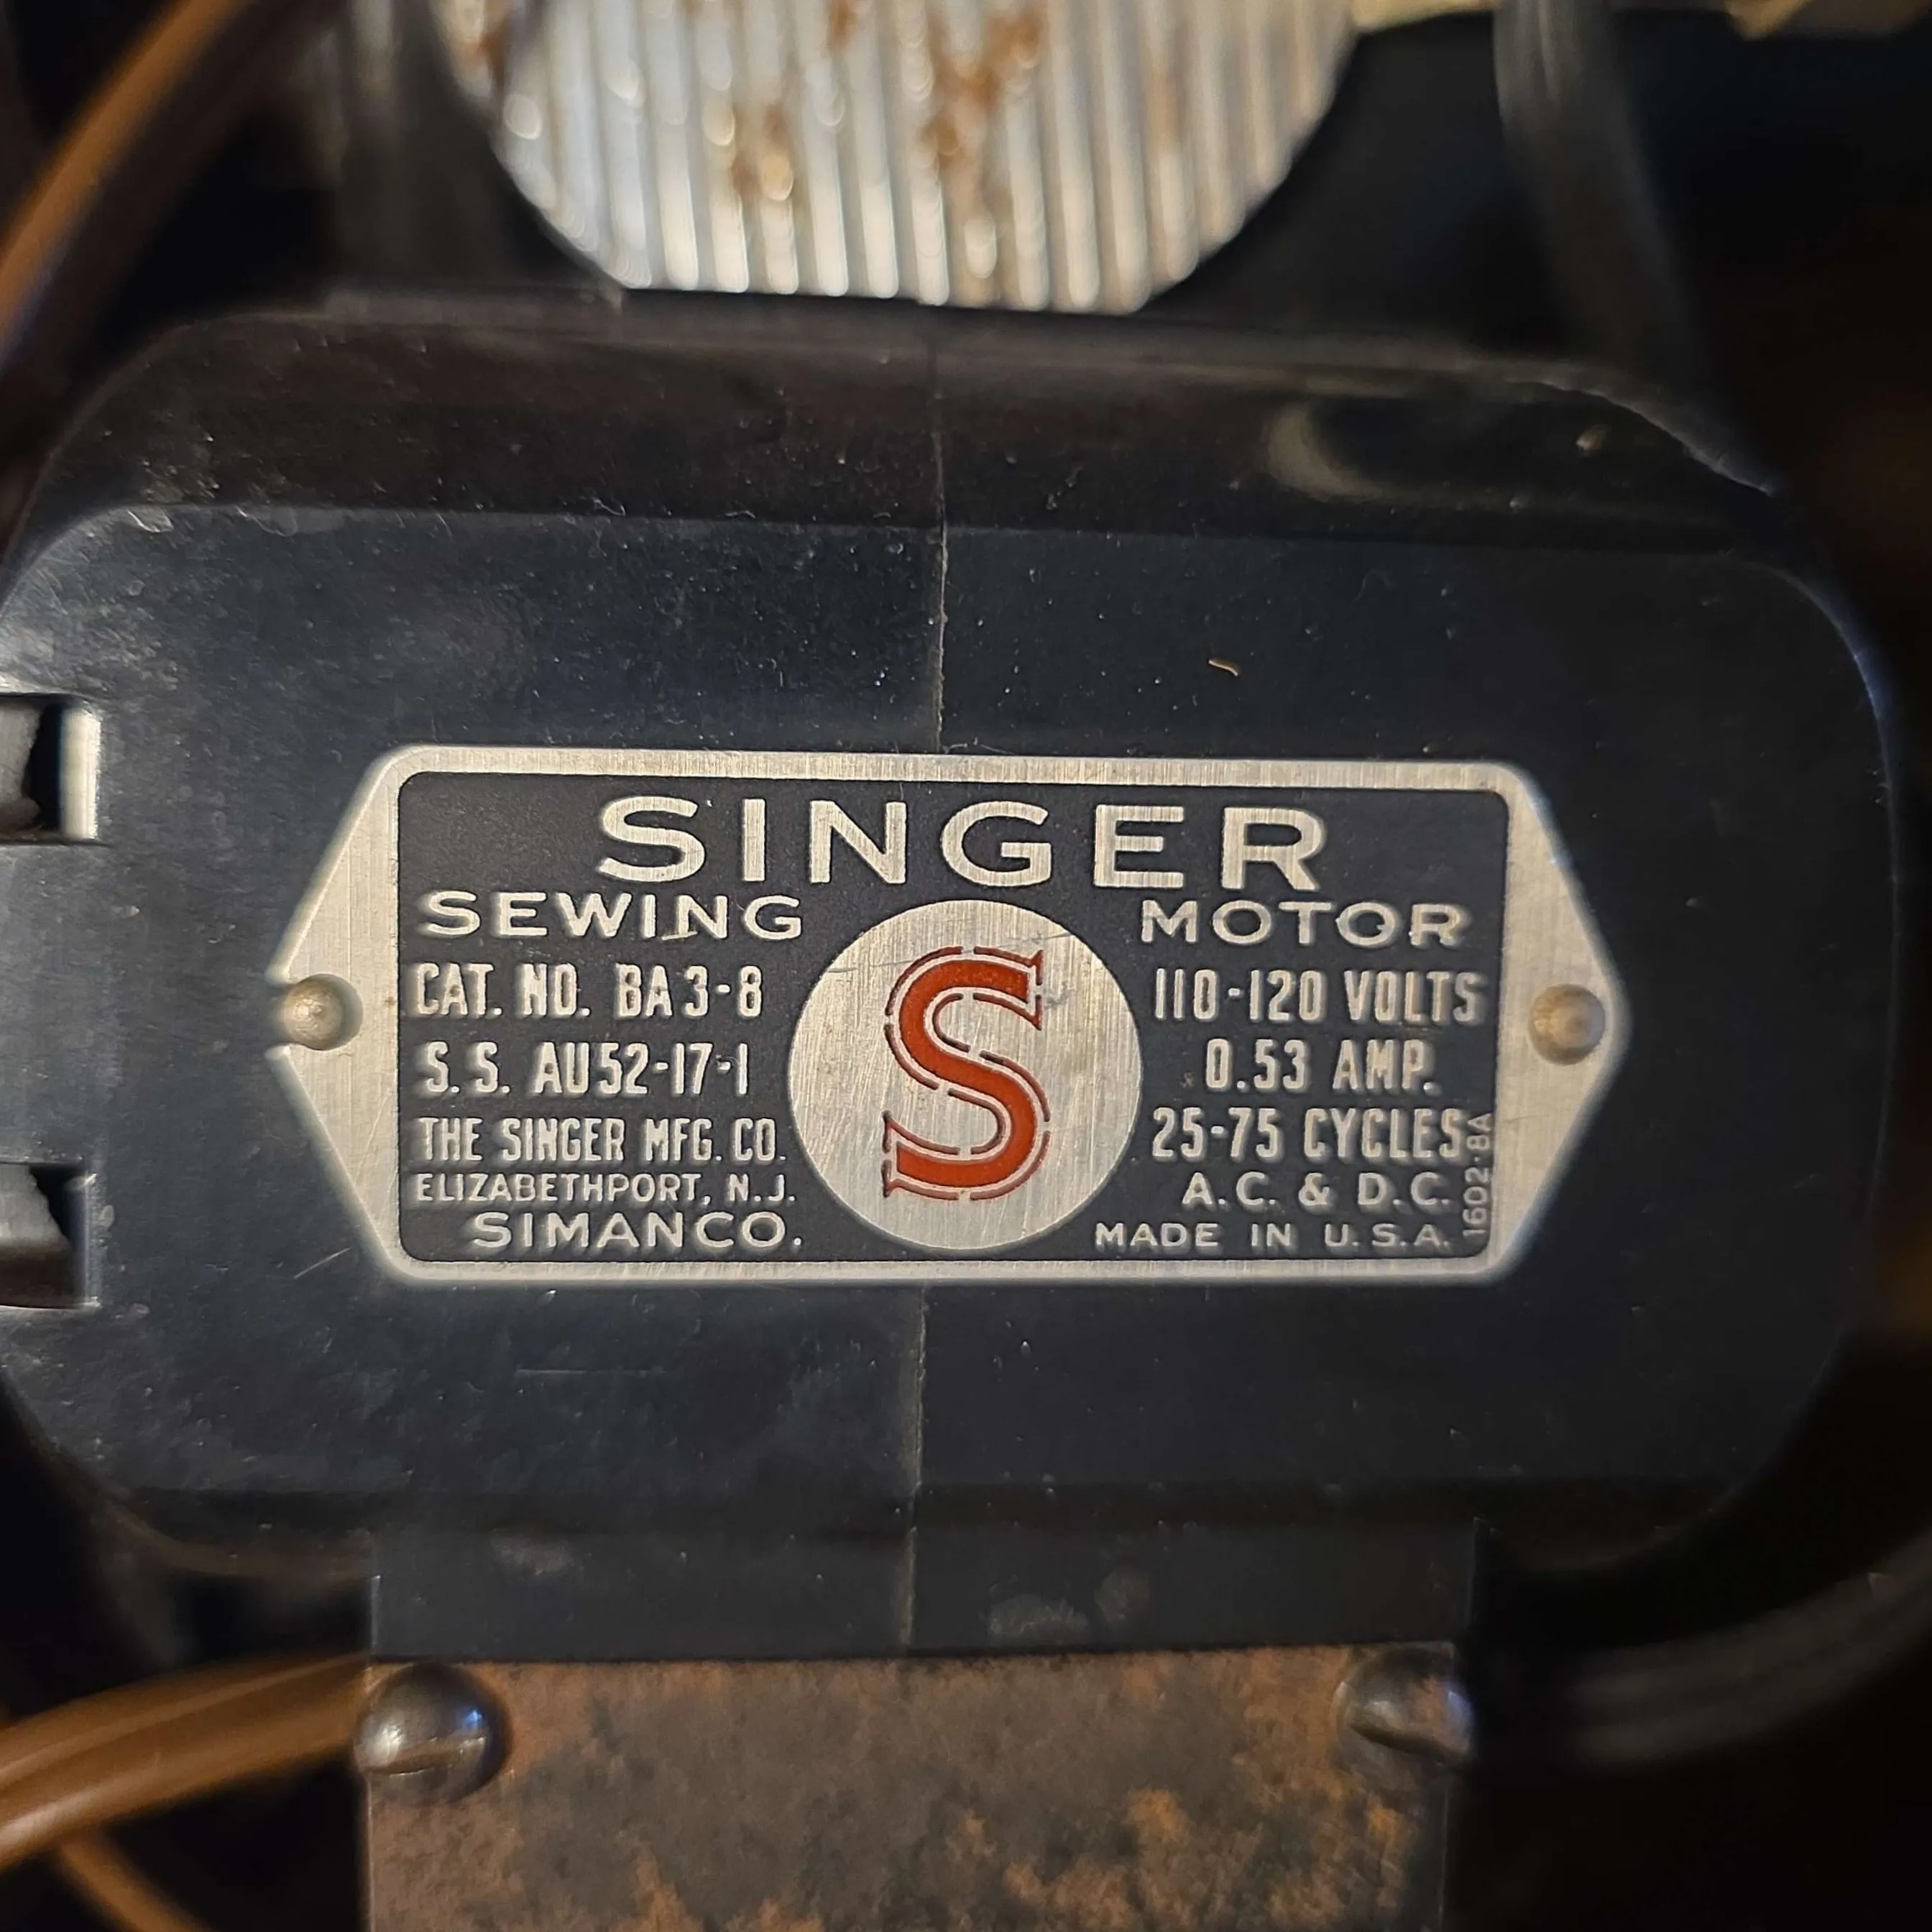 SINGER
SEWING MOTOR
CAT. NO. BA3-8
S. S. AU52-17-1
THE SINGER MFG. CO.
ELIZABETHPORT, N.J.
SIMANCO.
S
110-120 VOLTS
0.53 AMP.
25-75 CYCLES
A.C. & D.C.
MADE IN U.S.A.
1602-8A